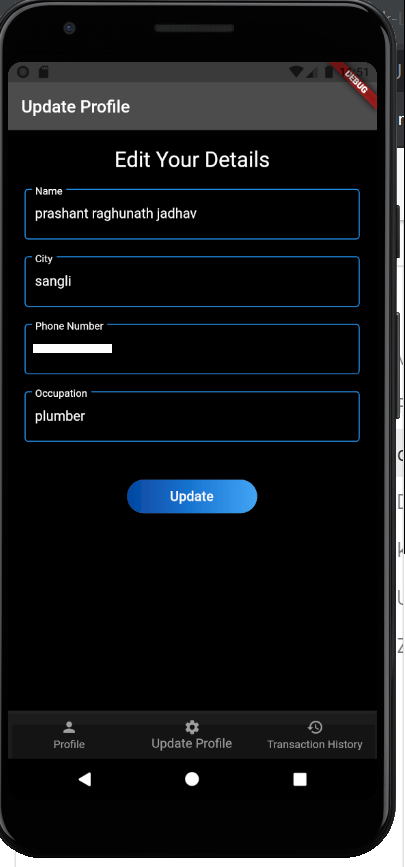 DEBUG
Update Profile
Edit Your Details
Name
prashant raghunath jadhav
City
sangli
Phone Number
Occupation
plumber
Update
Profile
Update Profile
Transaction History